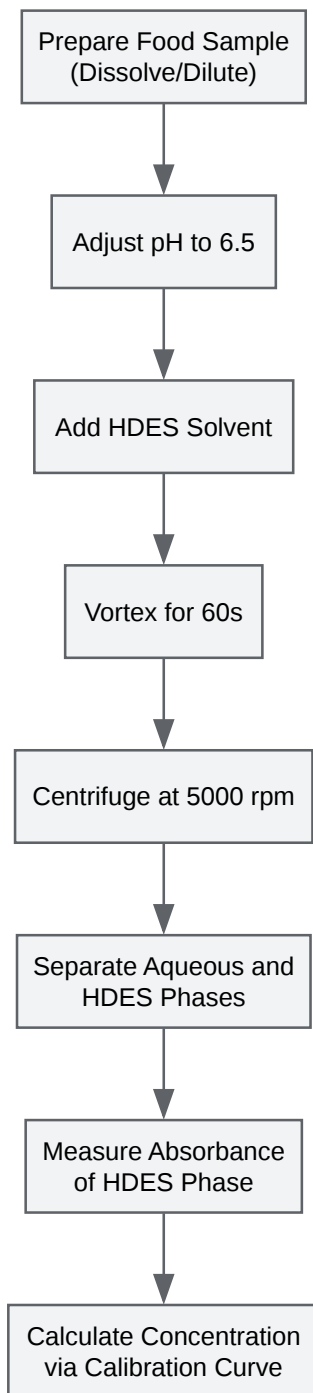 Prepare Food Sample
(Dissolve/Dilute)
Adjust pH to 6.5
Add HDES Solvent
Vortex for 60s
Centrifuge at 5000 rpm
Separate Aqueous and
HDES Phases
Measure Absorbance
of HDES Phase
Calculate Concentration
via Calibration Curve